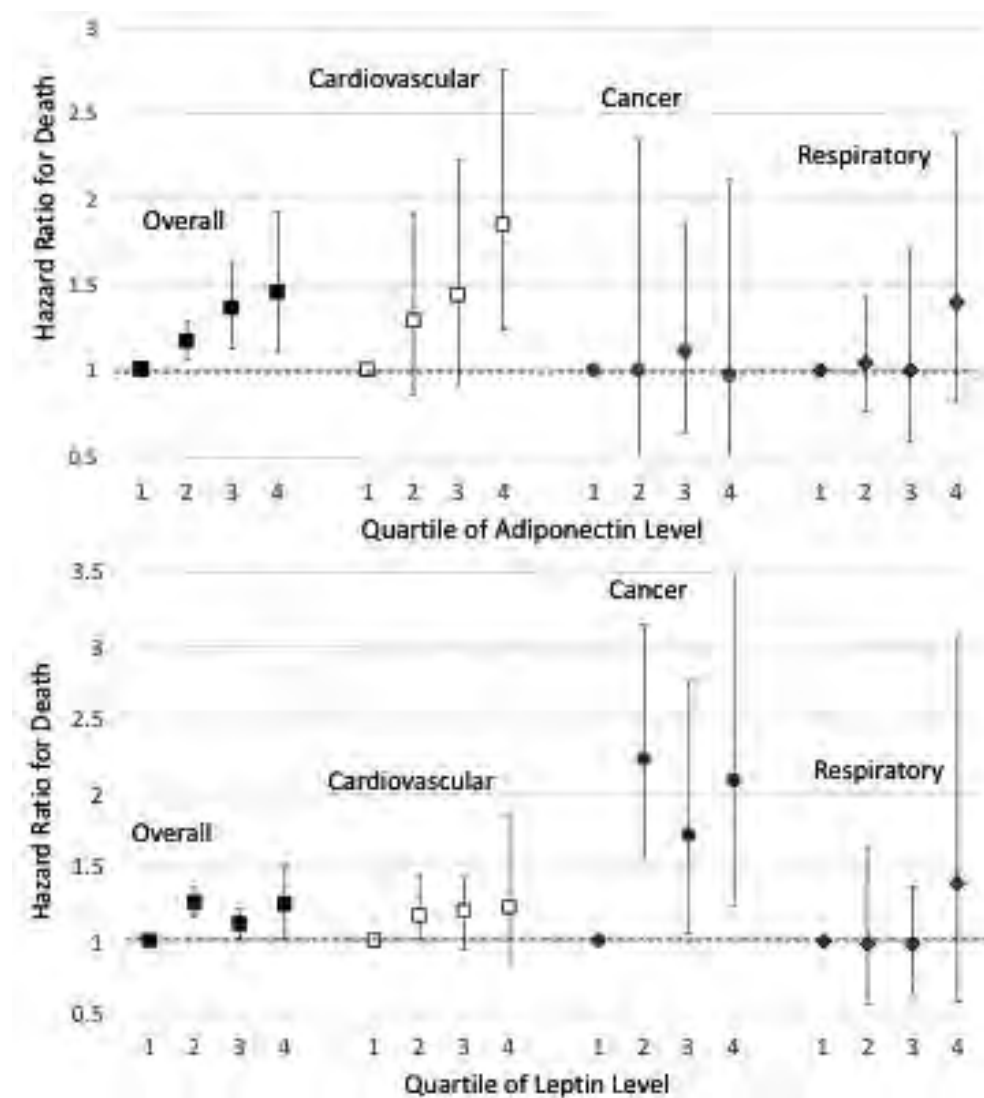 Hazard Ratio for Death
3
2.5
2
1.5
1
0.5
Overall
Cardiovascular
Cancer
Respiratory
1 2 3 4 1 2 3 4 1 2 3 4 1 2 3 4
Quartile of Adiponectin Level
Hazard Ratio for Death
3.5
3
2.5
2
1.5
1
0.5
Overall
Cardiovascular
Cancer
Respiratory
1 2 3 4 1 2 3 4 1 2 3 4 1 2 3 4
Quartile of Leptin Level